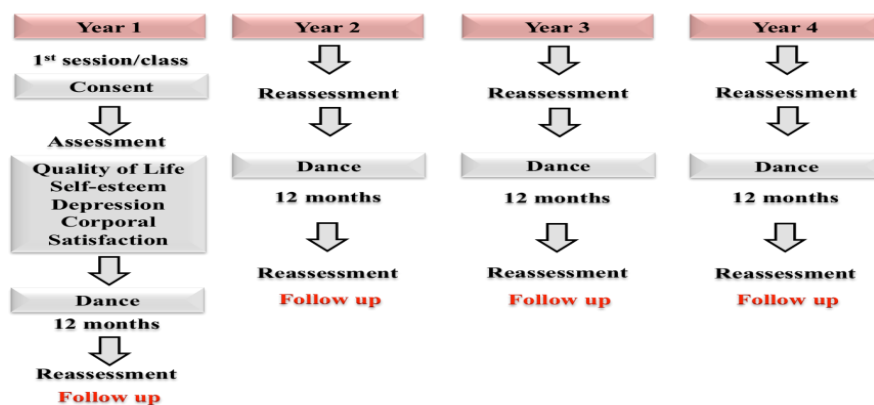 Year 1
1st session/class
Consent
Assessment
Quality of Life
Self-esteem
Depression
Corporal
Satisfaction
Dance
12 months
Reassessment
Follow up
Year 2
Reassessment
Dance
12 months
Reassessment
Follow up
Year 3
Reassessment
Dance
12 months
Reassessment
Follow up
Year 4
Reassessment
Dance
12 months
Reassessment
Follow up